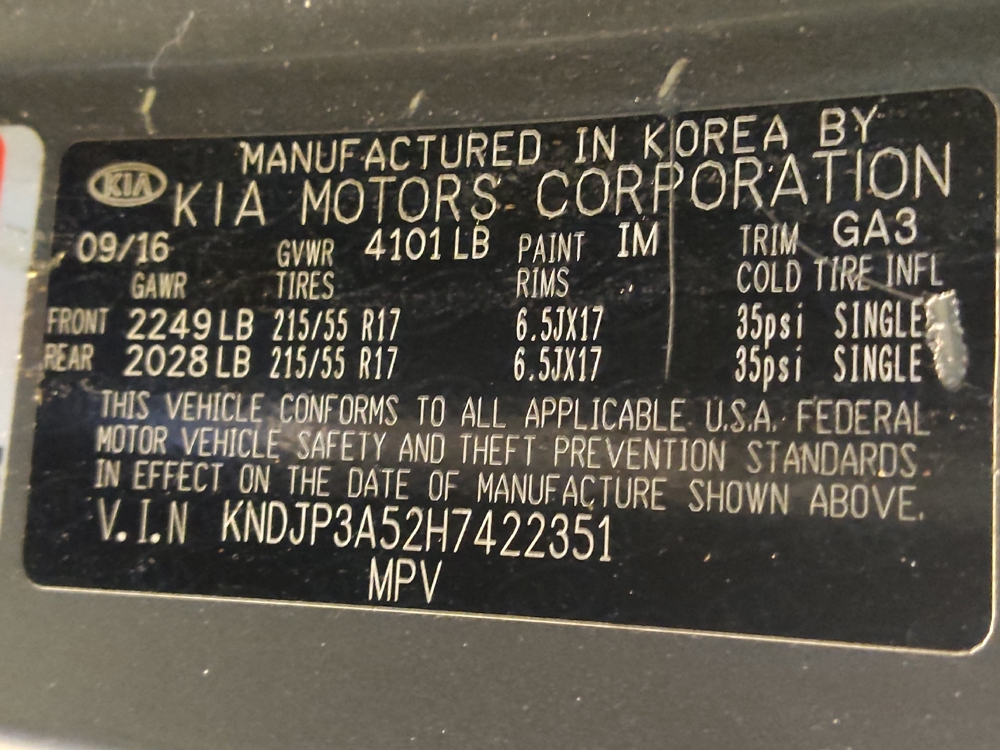 MANUFACTURED IN KOREA BY
KIA KIA MOTORS CORPORATION
09/16 GVWR 4101 LB PAINT IM TRIM GA3
GAWR TIRES RIMS COLD TIRE INFL
FRONT 2249 LB 215/55 R17 6.5JX17 35psi SINGLE
REAR 2028 LB 215/55 R17 6.5JX17 35psi SINGLE
THIS VEHICLE CONFORMS TO ALL APPLICABLE U.S.A. FEDERAL
MOTOR VEHICLE SAFETY AND THEFT PREVENTION STANDARDS
IN EFFECT ON THE DATE OF MANUFACTURE SHOWN ABOVE.
V.I.N KNDJP3A52H7422351
MPV